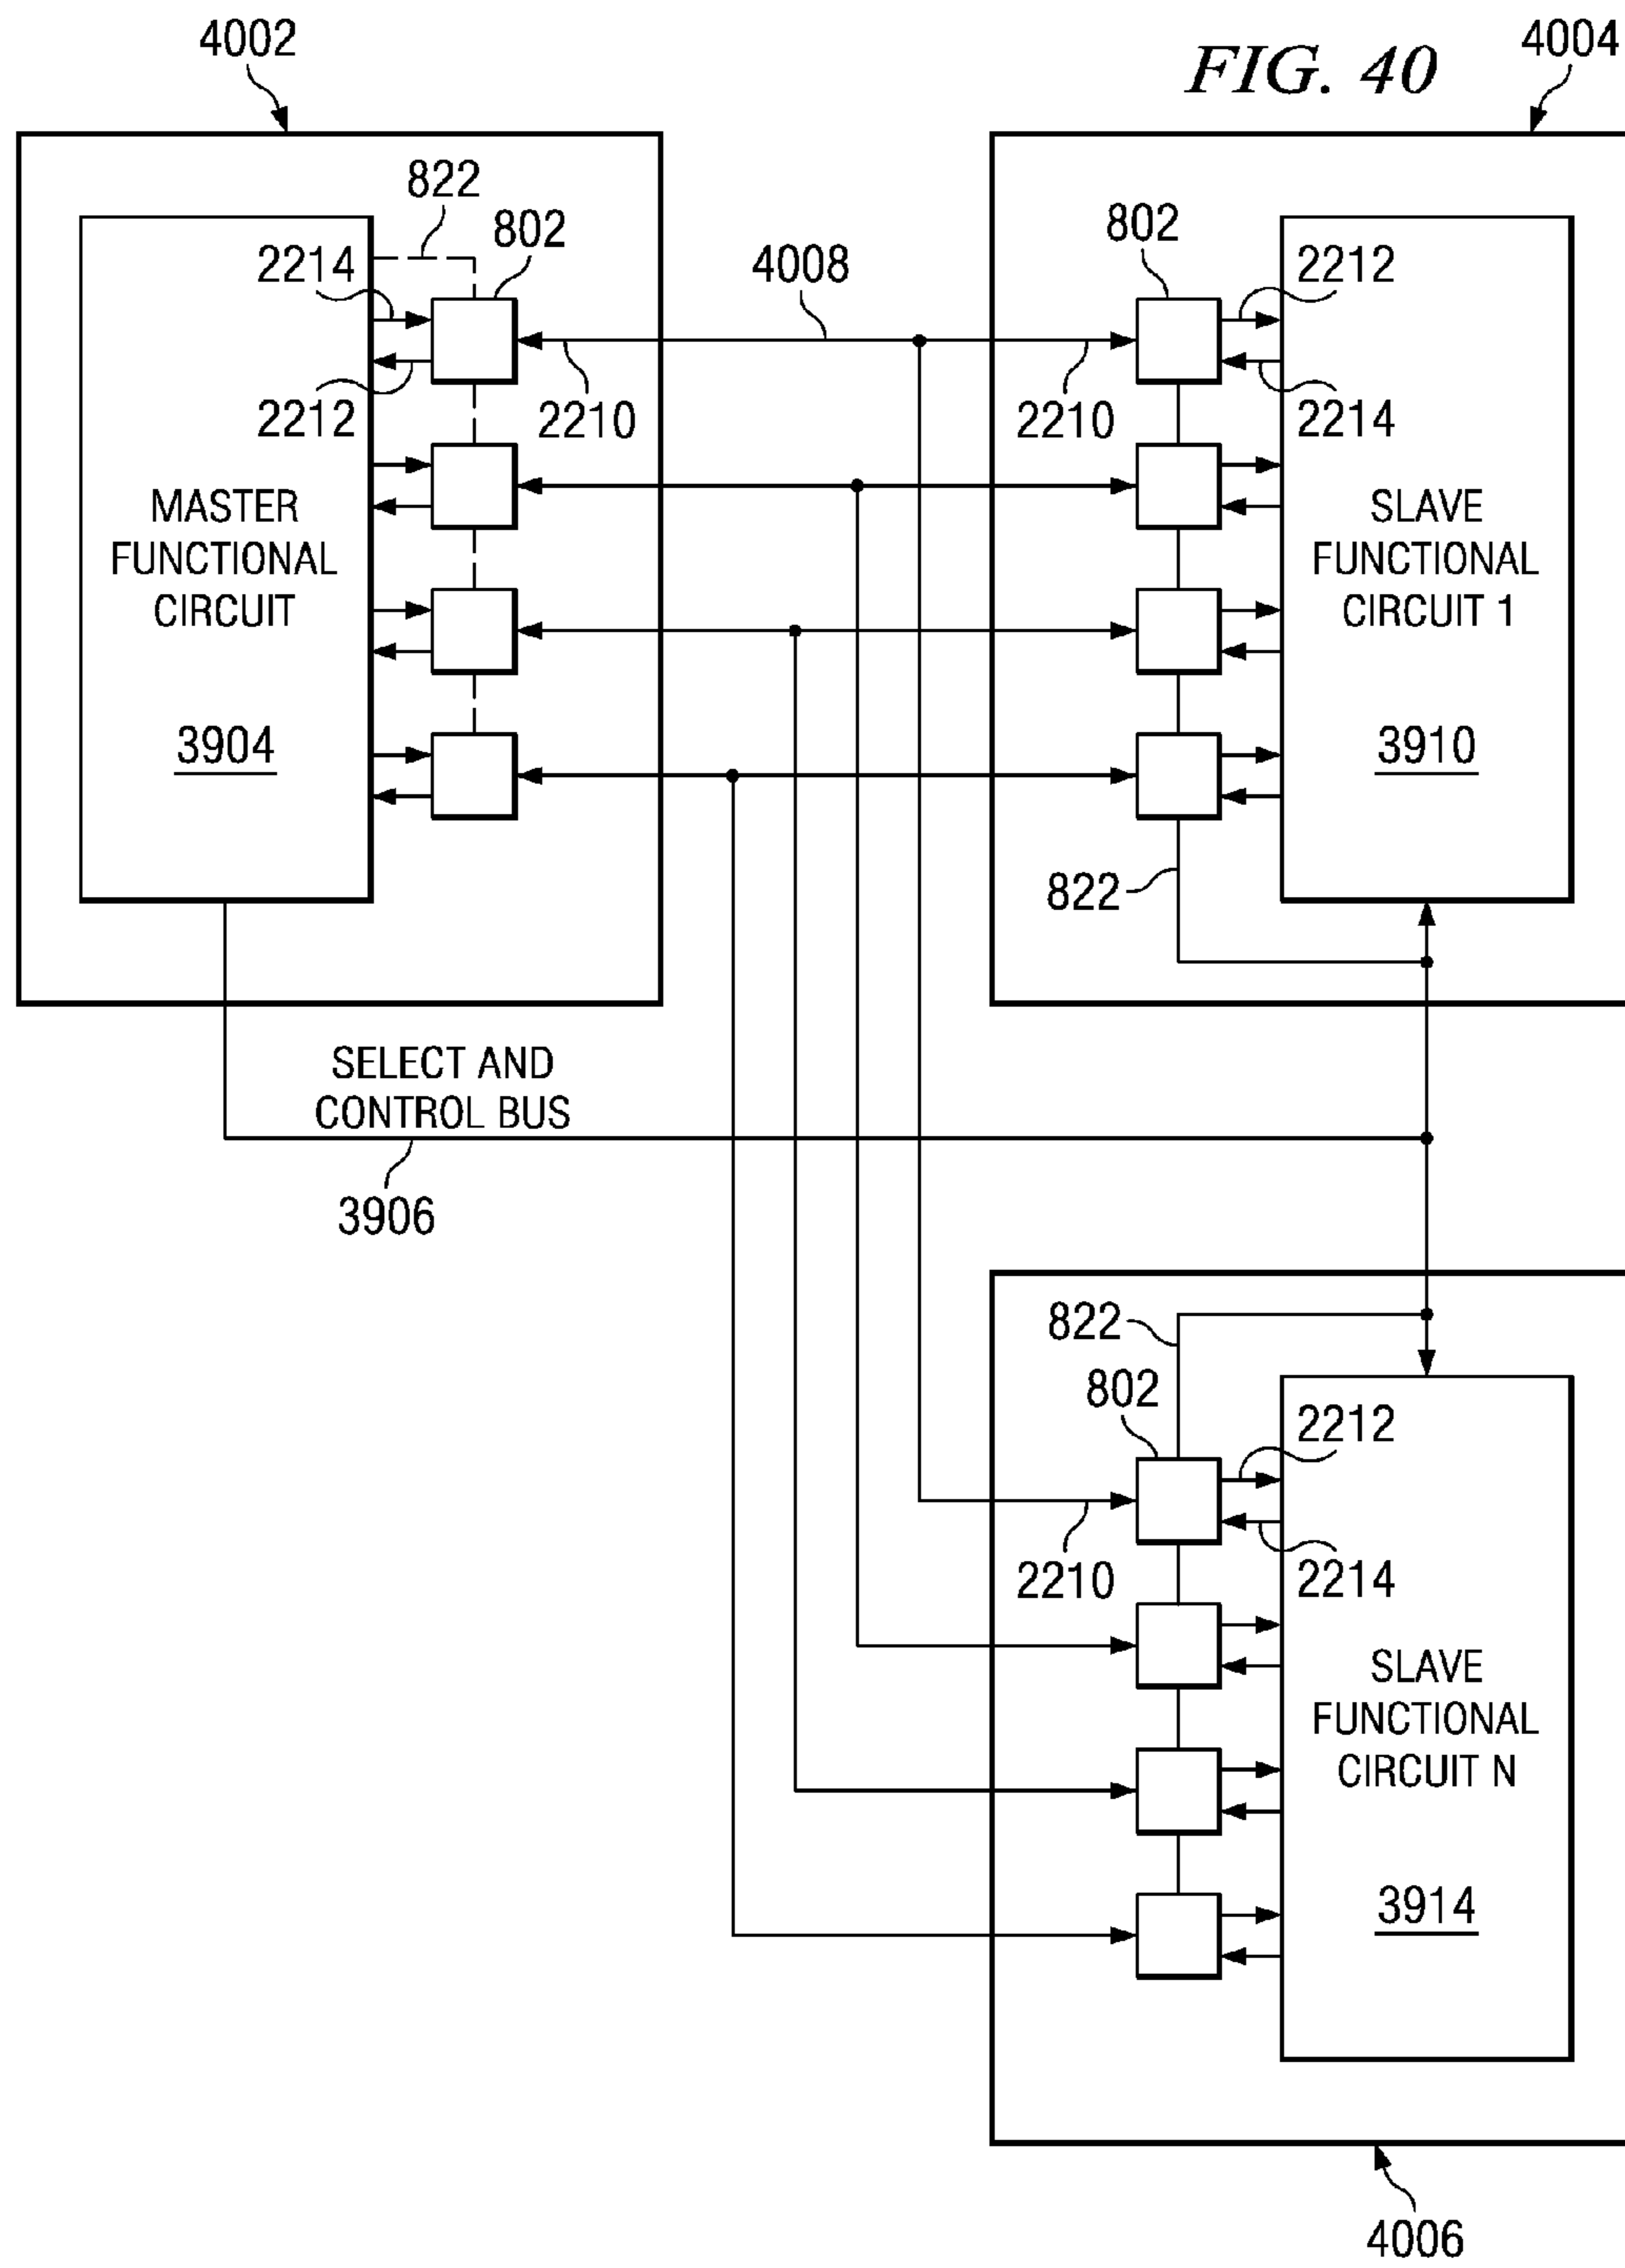 4002
FIG. 40
4004
822
802
2214
2212
2210
4008
MASTER
FUNCTIONAL
CIRCUIT
3904
802
2212
2210
2214
SLAVE
FUNCTIONAL
CIRCUIT 1
3910
822
SELECT AND
CONTROL BUS
3906
822
802
2212
2210
2214
SLAVE
FUNCTIONAL
CIRCUIT N
3914
4006